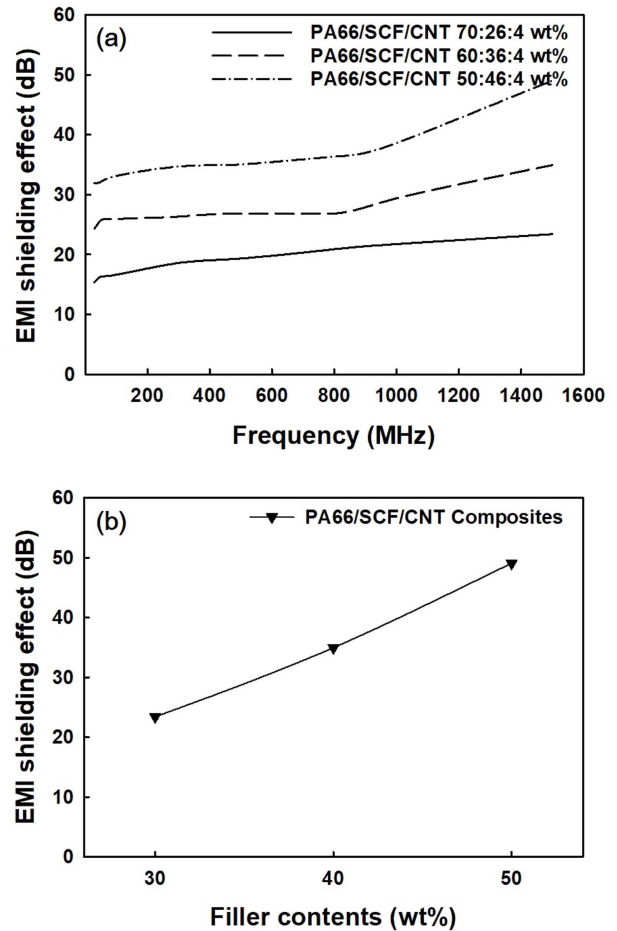 (a)
PA66/SCF/CNT 70:26:4 wt%
PA66/SCF/CNT 60:36:4 wt%
PA66/SCF/CNT 50:46:4 wt%
EMI shielding effect (dB)
60
50
40
30
20
10
0
200 400 600 800 1000 1200 1400 1600
Frequency (MHz)
(b)
PA66/SCF/CNT Composites
EMI shielding effect (dB)
60
50
40
30
20
10
0
30 40 50
Filler contents (wt%)